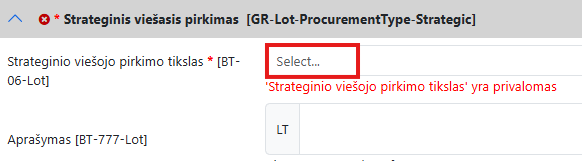 * Strateginis viešasis pirkimas [GR-Lot-ProcurementType-Strategic]
Strateginio viešojo pirkimo tikslas * [BT-
06-Lot]
Select...
'Strateginio viešojo pirkimo tikslas' yra privalomas
Aprašymas [BT-777-Lot]
LT